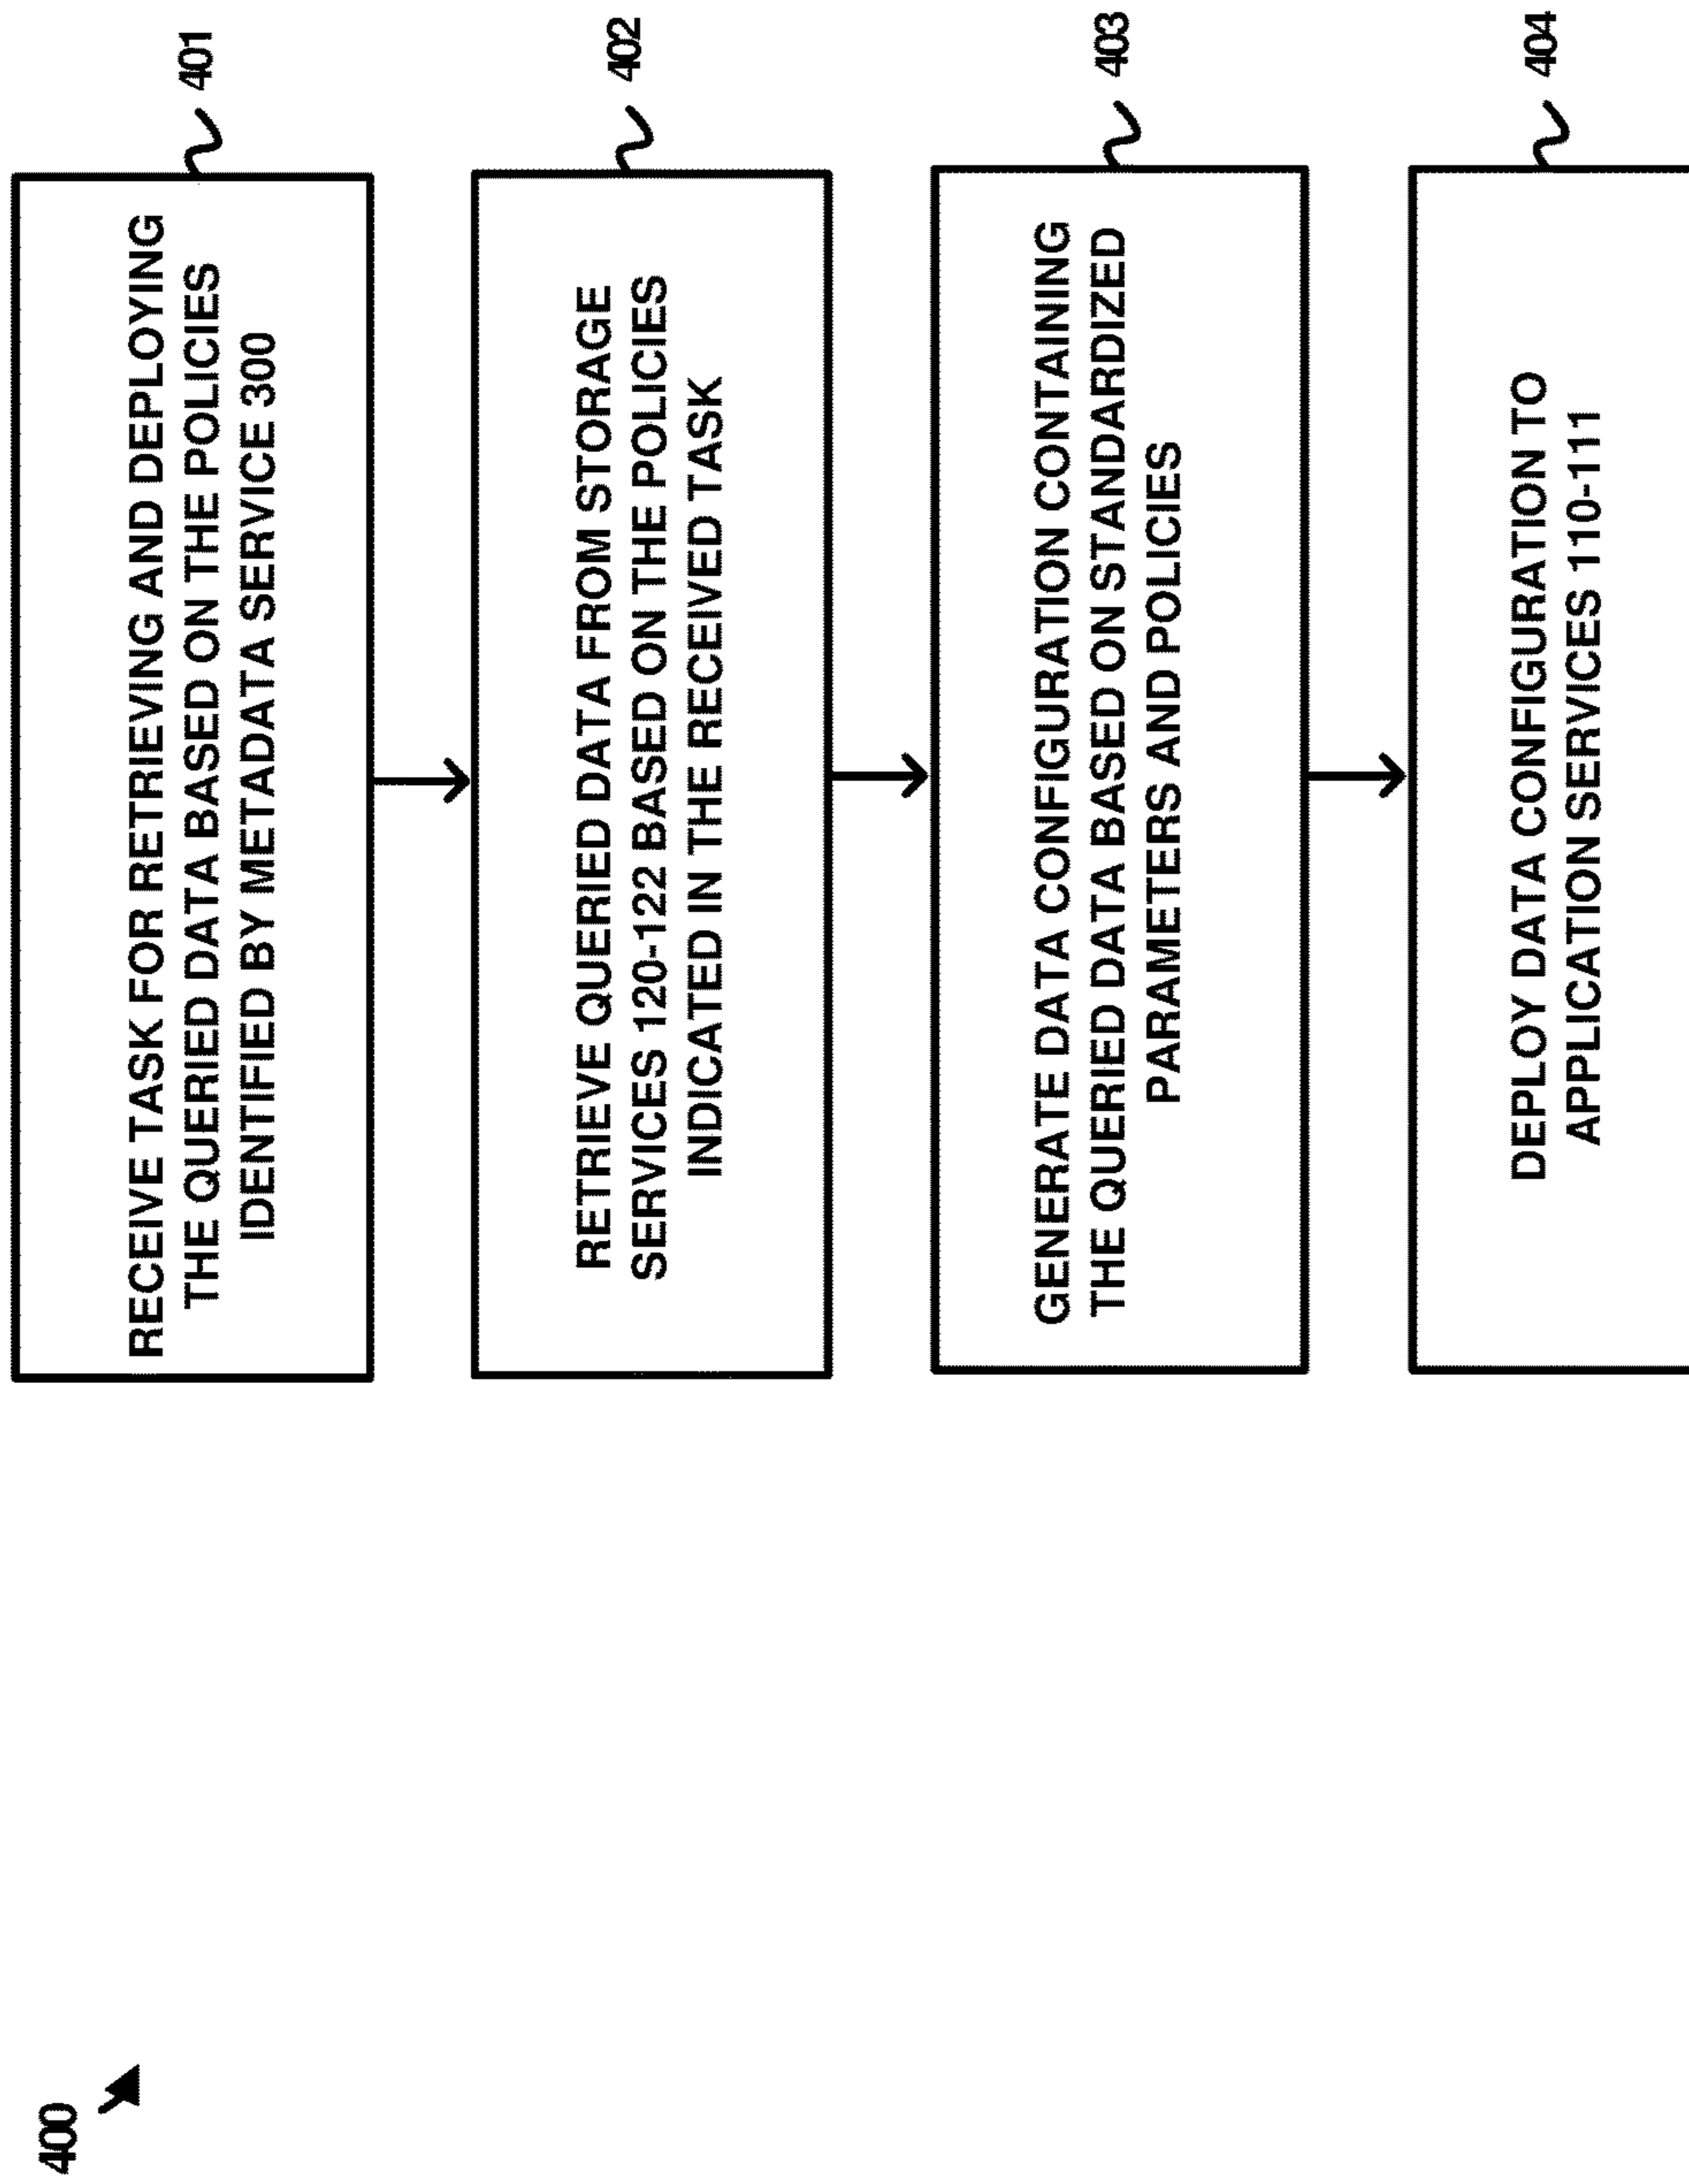 400
RECEIVE TASK FOR RETRIEVING AND DEPLOYING
THE QUERIED DATA BASED ON THE POLICIES
IDENTIFIED BY METADATA SERVICE 300
401
RETRIEVE QUERIED DATA FROM STORAGE
SERVICES 120-122 BASED ON THE POLICIES
INDICATED IN THE RECEIVED TASK
402
GENERATE DATA CONFIGURATION CONTAINING
THE QUERIED DATA BASED ON STANDARDIZED
PARAMETERS AND POLICIES
403
DEPLOY DATA CONFIGURATION TO
APPLICATION SERVICES 110-111
404